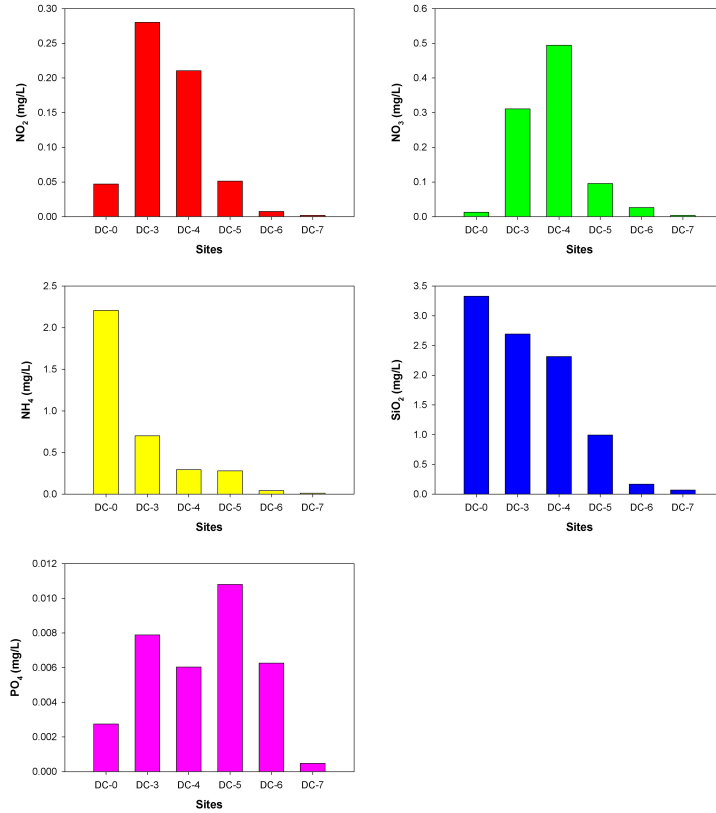 NO₂ (mg/L)
0.30
0.25
0.20
0.15
0.10
0.05
0.00
DC-0 DC-3 DC-4 DC-5 DC-6 DC-7
Sites
NO₃ (mg/L)
0.6
0.5
0.4
0.3
0.2
0.1
0.0
DC-0 DC-3 DC-4 DC-5 DC-6 DC-7
Sites
NH₄ (mg/L)
2.5
2.0
1.5
1.0
0.5
0.0
DC-0 DC-3 DC-4 DC-5 DC-6 DC-7
Sites
SiO₂ (mg/L)
3.5
3.0
2.5
2.0
1.5
1.0
0.5
0.0
DC-0 DC-3 DC-4 DC-5 DC-6 DC-7
Sites
PO₄ (mg/L)
0.012
0.010
0.008
0.006
0.004
0.002
0.000
DC-0 DC-3 DC-4 DC-5 DC-6 DC-7
Sites